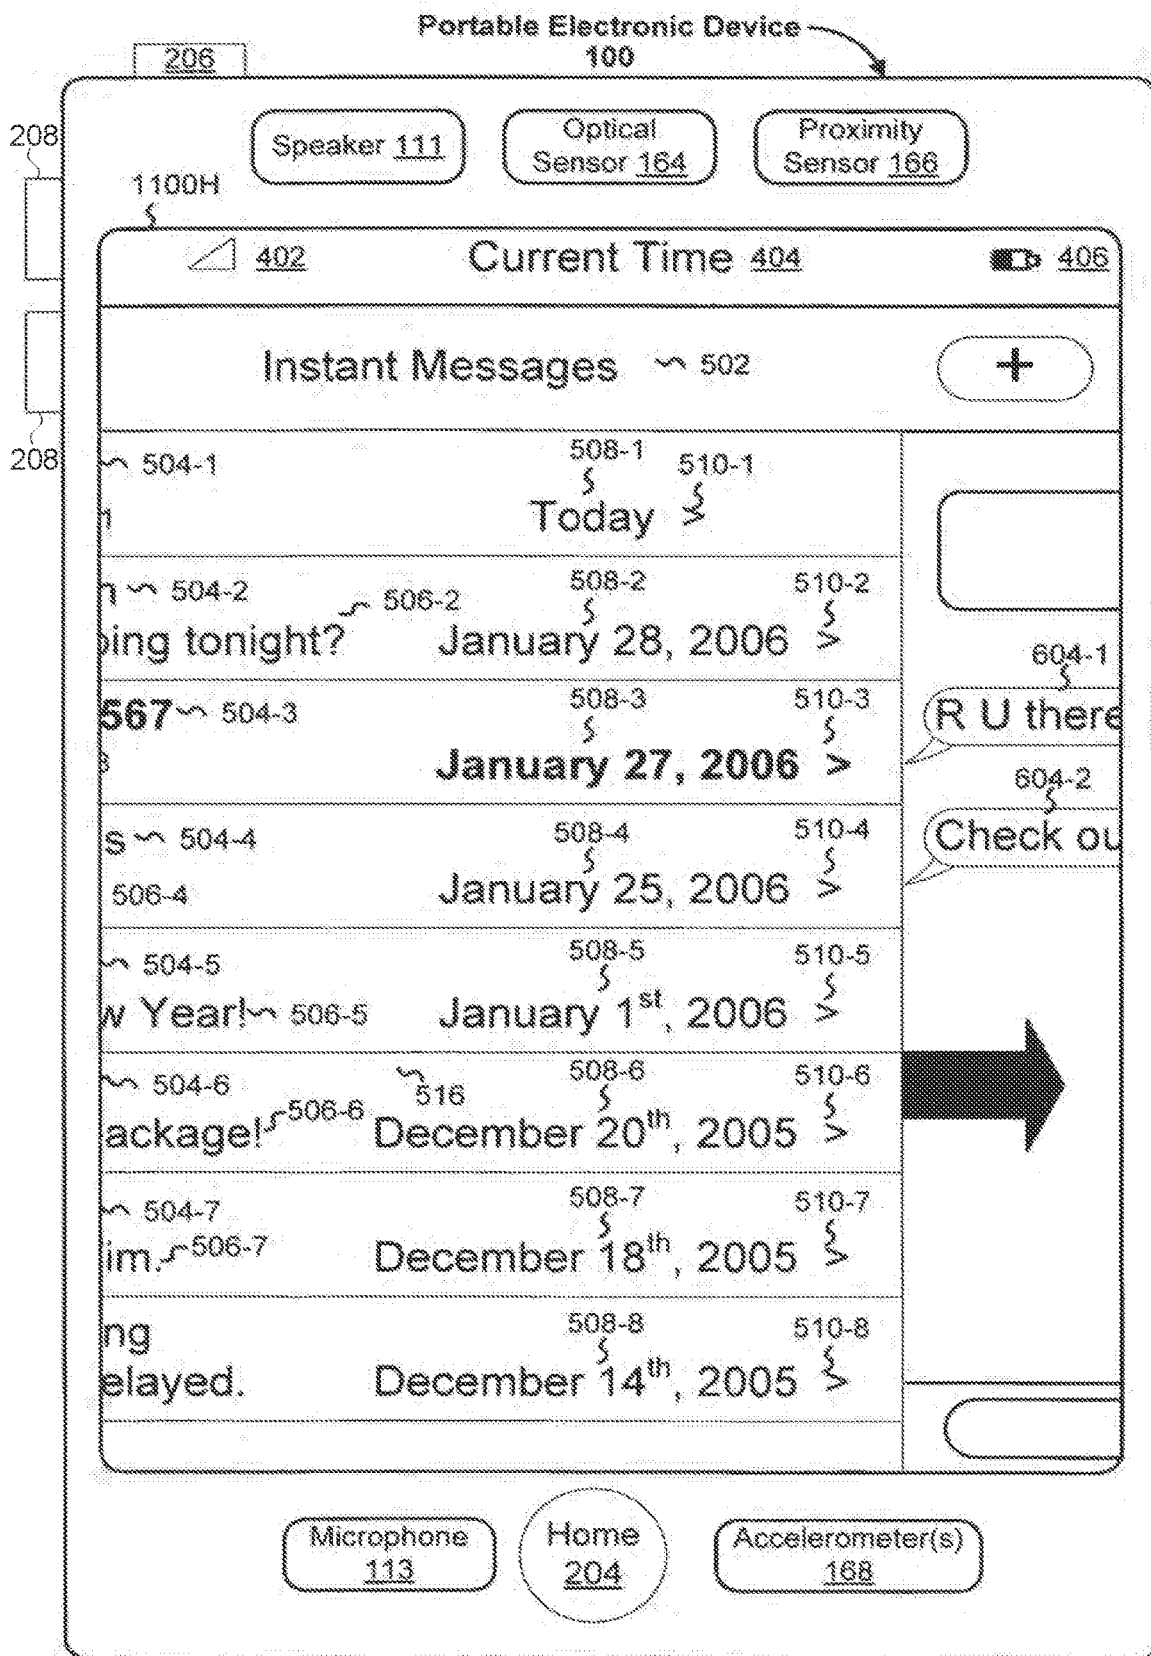 Portable Electronic Device
100
206
208
Speaker 111
Optical
Sensor 164
Proximity
Sensor 166
1100H
402
Current Time 404
406
Instant Messages 502
+
208
504-1
508-1
510-1
Today >
504-2
506-2
508-2
510-2
ping tonight?
January 28, 2006 >
604-1
567 504-3
508-3
510-3
R U there
s
January 27, 2006 >
604-2
s 504-4
508-4
510-4
Check ou
506-4
January 25, 2006 >
504-5
508-5
510-5
w Year! 506-5
January 1st, 2006 >
504-6
516
508-6
510-6
ackage! 506-6
December 20th, 2005 >
504-7
508-7
510-7
im. 506-7
December 18th, 2005 >
ng
508-8
510-8
elayed.
December 14th, 2005 >
Microphone
113
Home
204
Accelerometer(s)
168